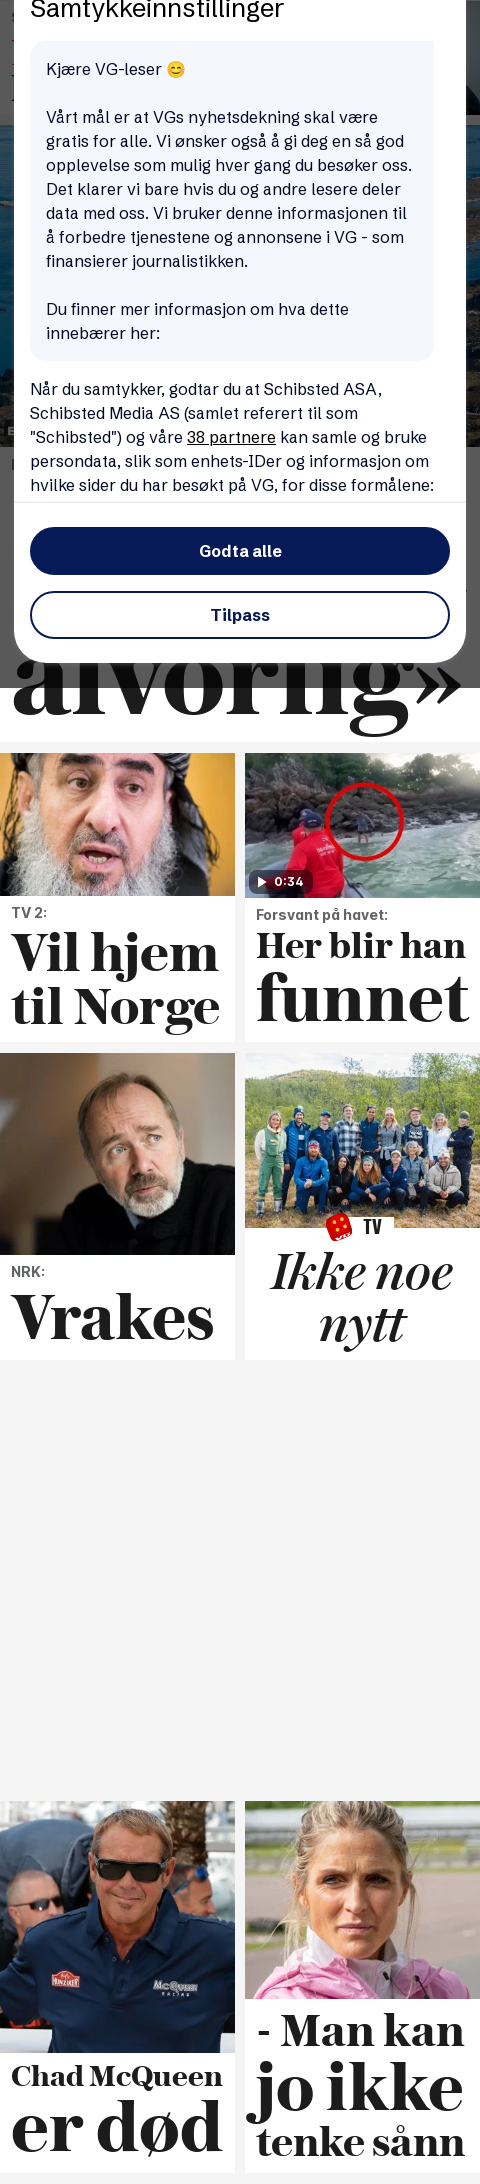 Samtykkeinnstillinger
Kjære VG-leser 😊
Vårt mål er at VGs nyhetsdekning skal være
gratis for alle. Vi ønsker også å gi deg en så god
opplevelse som mulig hver gang du besøker oss.
Det klarer vi bare hvis du og andre lesere deler
data med oss. Vi bruker denne informasjonen til
å forbedre tjenestene og annonsene i VG - som
finansierer journalistikken.
Du finner mer informasjon om hva dette
innebærer her:
Når du samtykker, godtar du at Schibsted ASA,
Schibsted Media AS (samlet referert til som
"Schibsted") og våre 38 partnere kan samle og bruke
persondata, slik som enhets-IDer og informasjon om
hvilke sider du har besøkt på VG, for disse formålene:
Godta alle
Tilpass
alvorlig»
0:34
TV 2:
Vil hjem
til Norge
Forsvant på havet:
Her blir han
funnet
NRK:
Vrakes
TV
Ikke noe
nytt
McQueen
RACING
Chad McQueen
er død
- Man kan
jo ikke
tenke sånn